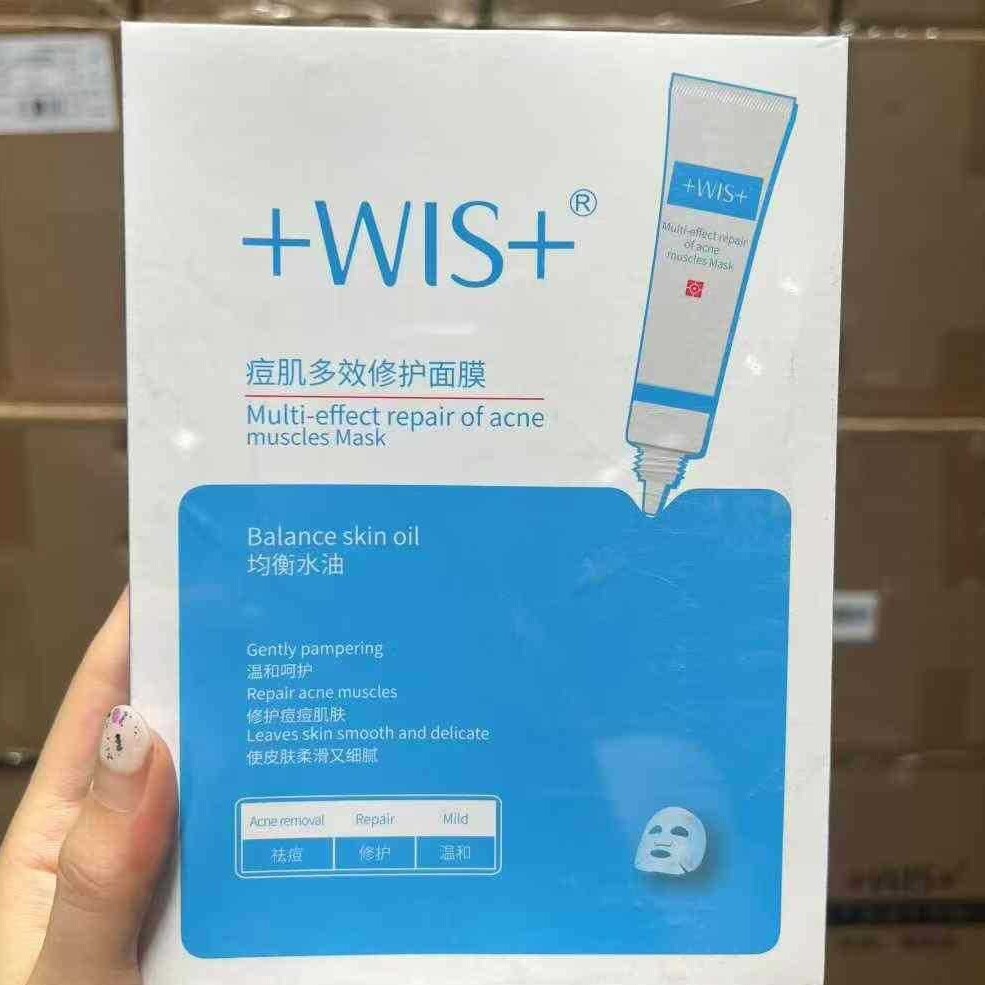 +WIS+®
痘肌多效修护面膜
Multi-effect repair of acne
muscles Mask
+WIS+
Multi-effect repair
of acne
muscles Mask
Balance skin oil
均衡水油
Gently pampering
温和呵护
Repair acne muscles
修护痘痘肌肤
Leaves skin smooth and delicate
使皮肤柔滑又细腻
Acne removal Repair Mild
祛痘 修护 温和
+WIS+